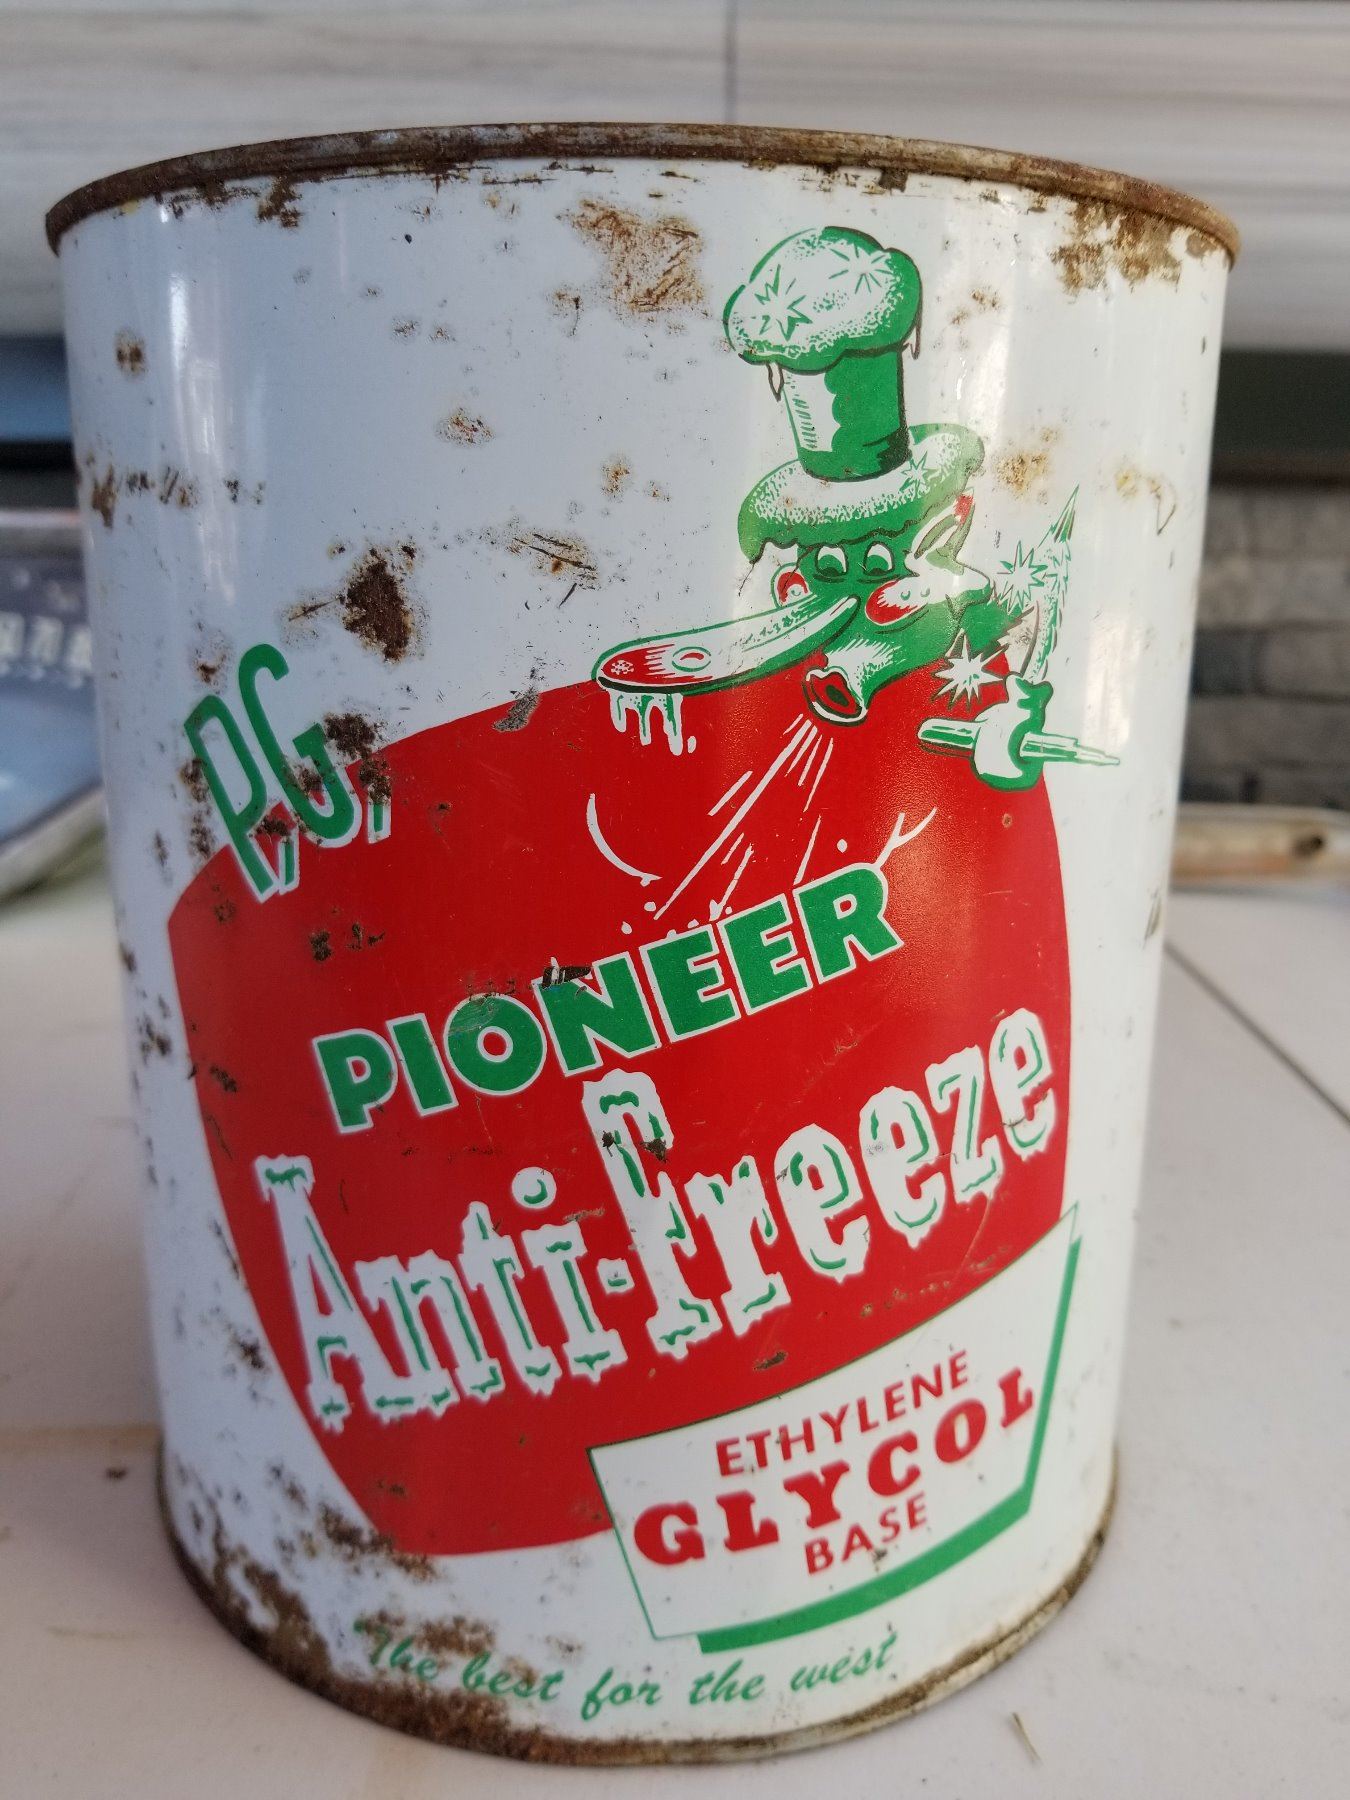 P.G.
PIONEER
Anti-Freeze
ETHYLENE
GLYCOL
BASE
"The best for the west